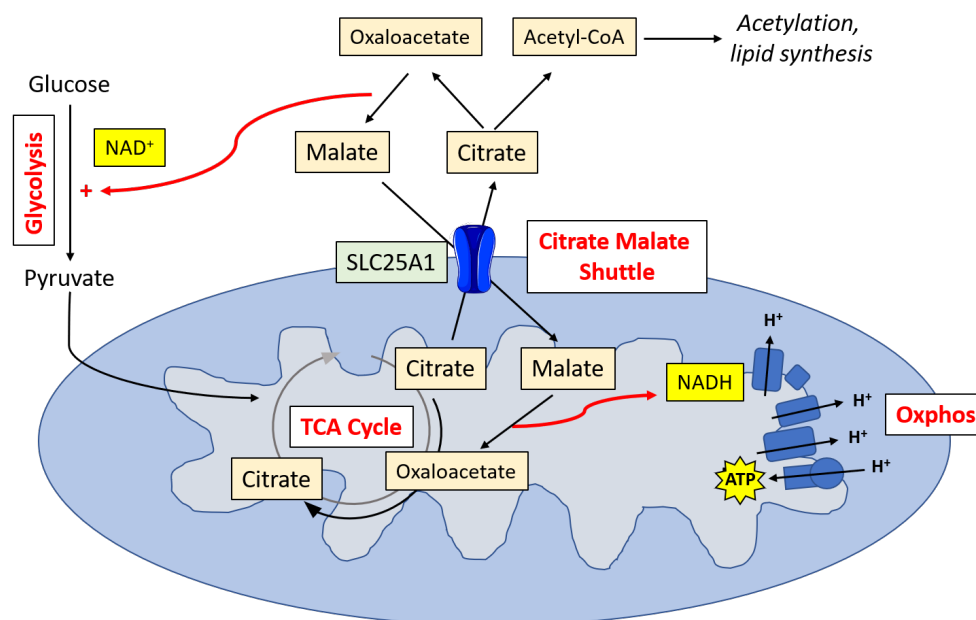 Oxaloacetate
Acetyl-CoA
Acetylation,
lipid synthesis
Glucose
Glycolysis
NAD⁺
+
Malate
Citrate
Pyruvate
SLC25A1
Citrate Malate
Shuttle
H⁺
Citrate
Malate
NADH
TCA Cycle
H⁺
Oxphos
H⁺
Citrate
Oxaloacetate
ATP
H⁺